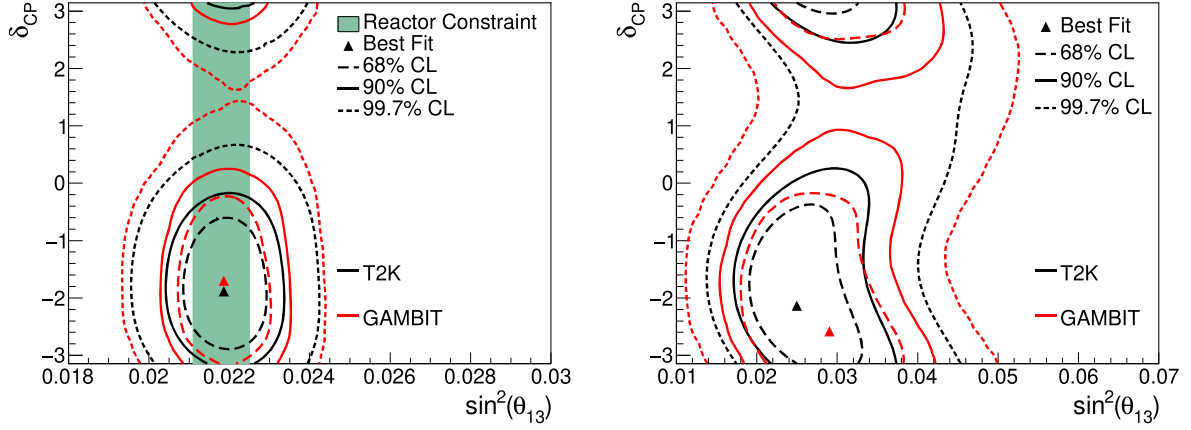 δCP
3
2
1
0
−1
−2
−3
Reactor Constraint
Best Fit
68% CL
90% CL
99.7% CL
T2K
GAMBIT
0.018 0.02 0.022 0.024 0.026 0.028 0.03
sin²(θ13)
δCP
3
2
1
0
−1
−2
−3
Best Fit
68% CL
90% CL
99.7% CL
T2K
GAMBIT
0.01 0.02 0.03 0.04 0.05 0.06 0.07
sin²(θ13)